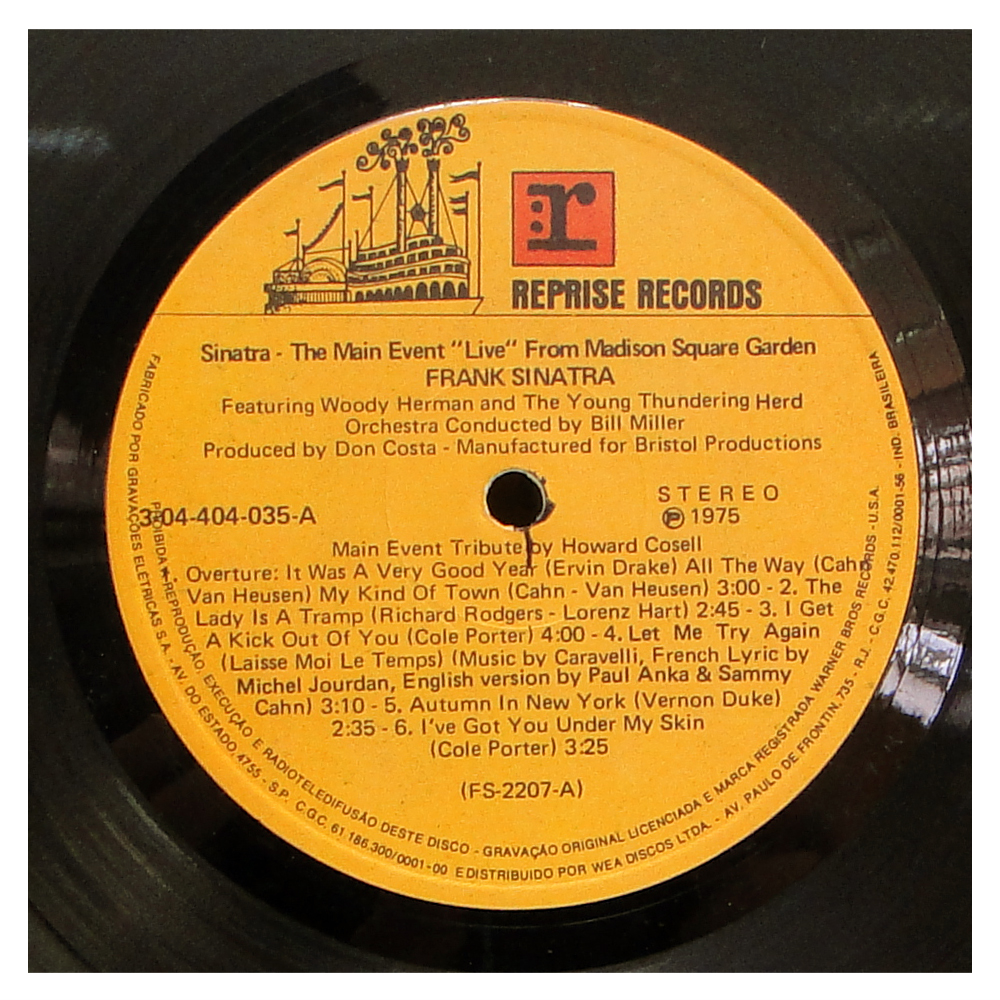 r
REPRISE RECORDS
Sinatra - The Main Event "Live" From Madison Square Garden
FRANK SINATRA
Featuring Woody Herman and The Young Thundering Herd
Orchestra Conducted by Bill Miller
Produced by Don Costa - Manufactured for Bristol Productions
STEREO
3-04-404-035-A
Ⓟ 1975
Main Event Tribute by Howard Cosell
Overture: It Was A Very Good Year (Ervin Drake) All The Way (Cahn
Van Heusen) My Kind Of Town (Cahn - Van Heusen) 3:00 - 2. The
Lady Is A Tramp (Richard Rodgers - Lorenz Hart) 2:45 - 3. I Get
A Kick Out Of You (Cole Porter) 4:00 - 4. Let Me Try Again
(Laisse Moi Le Temps) (Music by Caravelli, French Lyric by
Michel Jourdan, English version by Paul Anka & Sammy
Cahn) 3:10 - 5. Autumn In New York (Vernon Duke)
2:35 - 6. I've Got You Under My Skin
(Cole Porter) 3:25
(FS-2207-A)
PROIBIDA A REPRODUÇÃO, EXECUÇÃO E RADIOTELEDIFUSÃO DESTE DISCO - GRAVAÇÃO ORIGINAL LICENCIADA E MARCA REGISTRADA WARNER BROS RECORDS - U.S.A.
FABRICADO POR GRAVAÇÕES ELÉTRICAS S.A. - AV. DO ESTADO, 4755 - S.P. C.G.C. 61.186.300/0001-00 E DISTRIBUIDO POR WEA DISCOS LTDA. - AV. PAULO DE FRONTIN, 735 - R.J. - C.G.C. 42.470.112/0001-56 - IND. BRASILEIRA